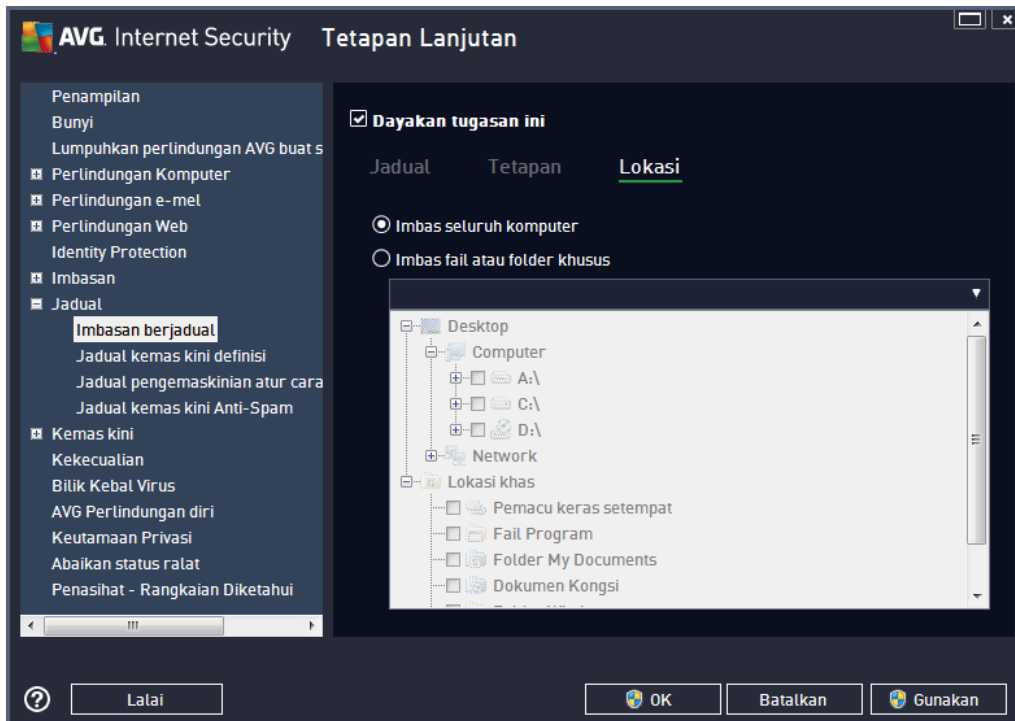 AVG. Internet Security Tetapan Lanjutan
Penampilan
Bunyi
Lumpuhkan perlindungan AVG buat s
Perlindungan Komputer
Perlindungan e-mel
Perlindungan Web
Identity Protection
Imbasan
Jadual
Imbasan berjadual
Jadual kemas kini definisi
Jadual pengemaskinian atur cara
Jadual kemas kini Anti-Spam
Kemas kini
Kekecualian
Bilik Kebal Virus
AVG Perlindungan diri
Keutamaan Privasi
Abaikan status ralat
Penasihat - Rangkaian Diketahui
Dayakan tugasan ini
Jadual Tetapan Lokasi
Imbas seluruh komputer
Imbas fail atau folder khusus
Desktop
Computer
A:\
C:\
D:\
Network
Lokasi khas
Pemacu keras setempat
Fail Program
Folder My Documents
Dokumen Kongsi
Lalai
OK
Batalkan
Gunakan